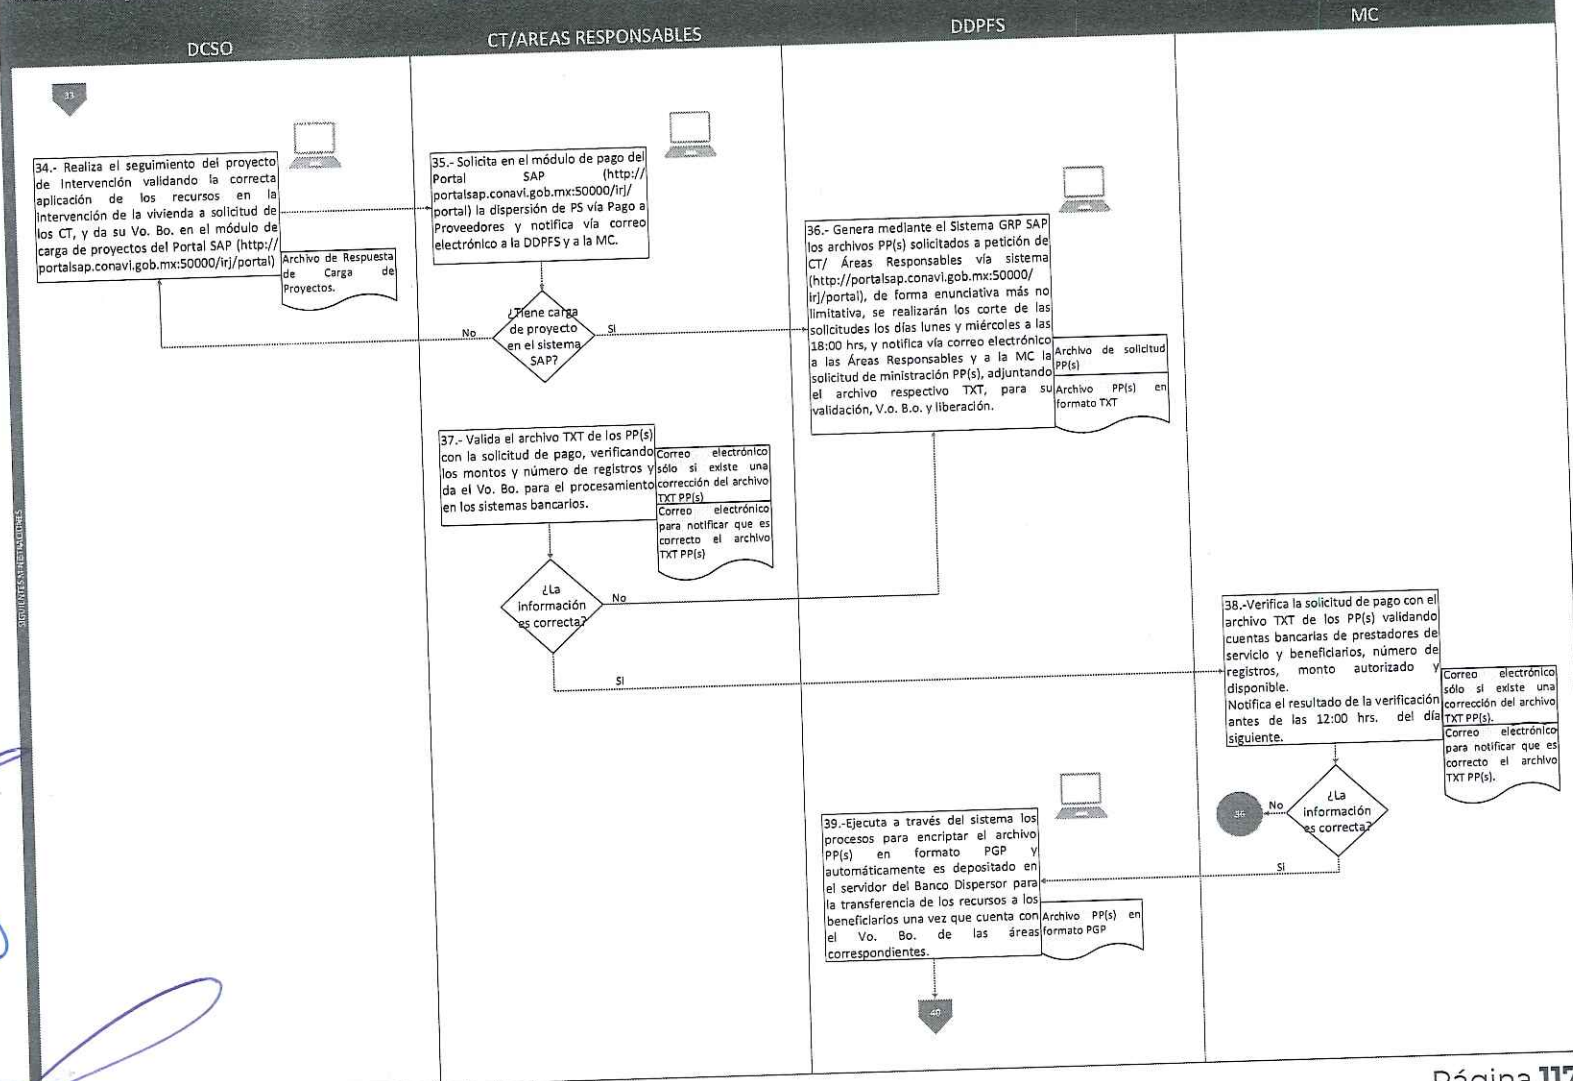 DCSO
CT/AREAS RESPONSABLES
DDPFS
MC
SIGUIENTES MINISTRACIONES
33
34.- Realiza el seguimiento del proyecto
de Intervención validando la correcta
aplicación de los recursos en la
intervención de la vivienda a solicitud de
los CT, y da su Vo. Bo. en el módulo de
carga de proyectos del Portal SAP (http://
portalsap.conavi.gob.mx:50000/irj/portal)
Archivo de Respuesta
de Carga de
Proyectos.
35.- Solicita en el módulo de pago del
Portal SAP (http://
portalsap.conavi.gob.mx:50000/irj/
portal) la dispersión de PS vía Pago a
Proveedores y notifica vía correo
electrónico a la DDPFS y a la MC.
¿Tiene carga
de proyecto
en el sistema
SAP?
No
SI
36.- Genera mediante el Sistema GRP SAP
los archivos PP(s) solicitados a petición de
CT/ Áreas Responsables vía sistema
(http://portalsap.conavi.gob.mx:50000/
irj/portal), de forma enunciativa más no
limitativa, se realizarán los corte de las
solicitudes los días lunes y miércoles a las
18:00 hrs, y notifica vía correo electrónico
a las Áreas Responsables y a la MC la
solicitud de ministración PP(s), adjuntando
el archivo respectivo TXT, para su
validación, V.o. B.o. y liberación.
Archivo de solicitud
PP(s)
Archivo PP(s) en
formato TXT
37.- Valida el archivo TXT de los PP(s)
con la solicitud de pago, verificando
los montos y número de registros y
da el Vo. Bo. para el procesamiento
en los sistemas bancarios.
Correo electrónico
sólo si existe una
corrección del archivo
TXT PP(s)
Correo electrónico
para notificar que es
correcto el archivo
TXT PP(s)
¿La
información
es correcta?
No
SI
38.-Verifica la solicitud de pago con el
archivo TXT de los PP(s) validando
cuentas bancarias de prestadores de
servicio y beneficiarios, número de
registros, monto autorizado y
disponible.
Notifica el resultado de la verificación
antes de las 12:00 hrs. del día
siguiente.
Correo electrónico
sólo si existe una
corrección del archivo
TXT PP(s).
Correo electrónico
para notificar que es
correcto el archivo
TXT PP(s).
¿La
información
es correcta?
No
36
SI
39.-Ejecuta a través del sistema los
procesos para encriptar el archivo
PP(s) en formato PGP y
automáticamente es depositado en
el servidor del Banco Dispersor para
la transferencia de los recursos a los
beneficiarios una vez que cuenta con
el Vo. Bo. de las áreas
correspondientes.
Archivo PP(s) en
formato PGP
40
Página 117